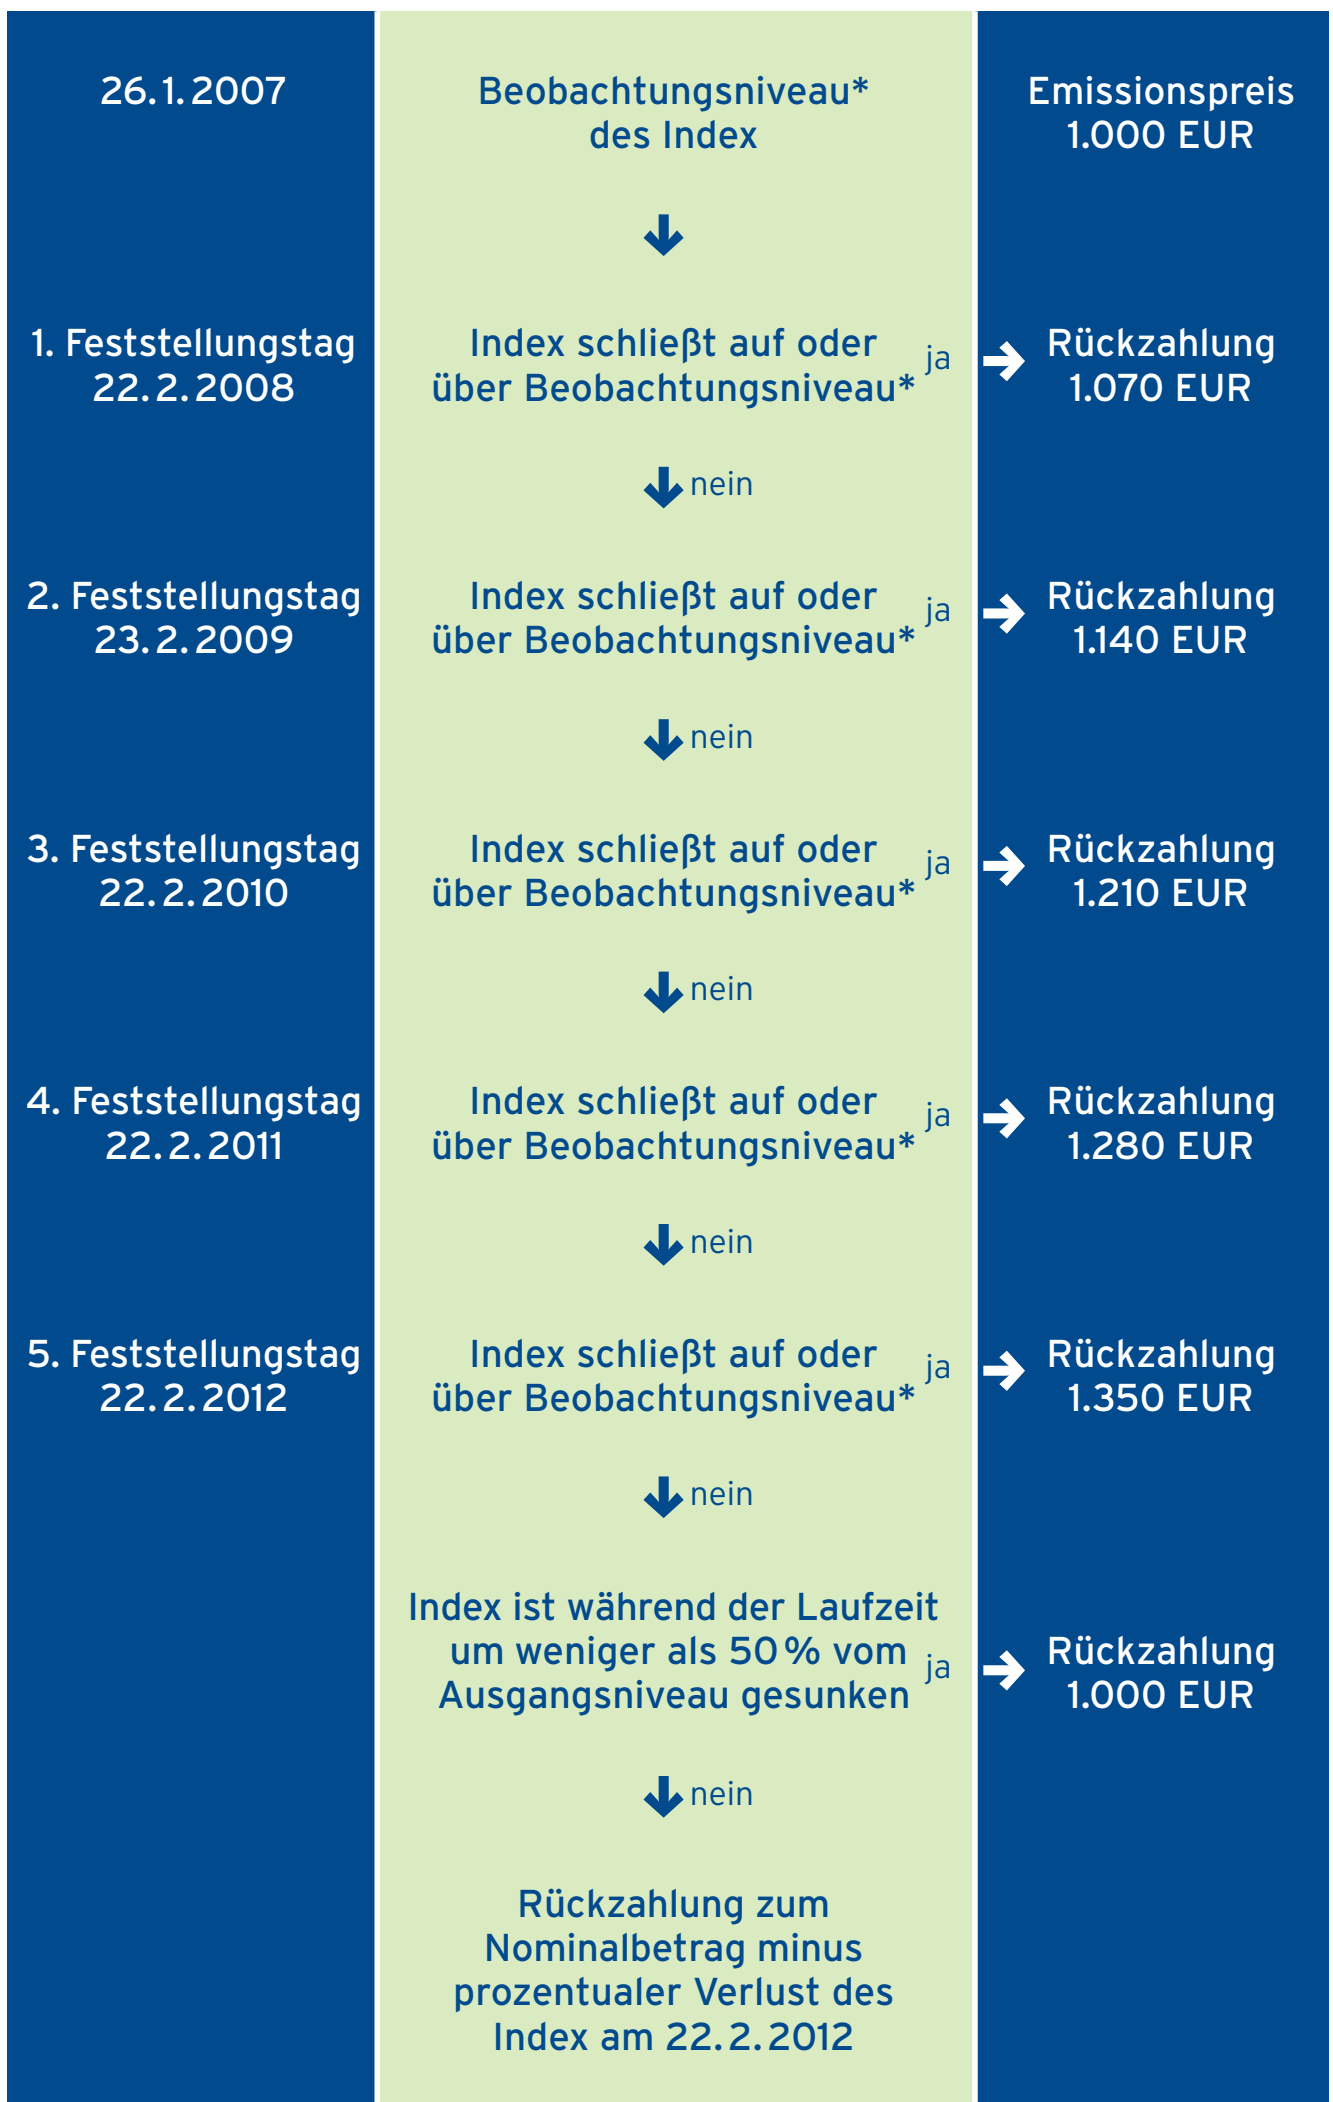 26.1.2007
Beobachtungsniveau*
des Index
Emissionspreis
1.000 EUR
1. Feststellungstag
22.2.2008
Index schließt auf oder
über Beobachtungsniveau*
ja
Rückzahlung
1.070 EUR
nein
2. Feststellungstag
23.2.2009
Index schließt auf oder
über Beobachtungsniveau*
ja
Rückzahlung
1.140 EUR
nein
3. Feststellungstag
22.2.2010
Index schließt auf oder
über Beobachtungsniveau*
ja
Rückzahlung
1.210 EUR
nein
4. Feststellungstag
22.2.2011
Index schließt auf oder
über Beobachtungsniveau*
ja
Rückzahlung
1.280 EUR
nein
5. Feststellungstag
22.2.2012
Index schließt auf oder
über Beobachtungsniveau*
ja
Rückzahlung
1.350 EUR
nein
Index ist während der Laufzeit
um weniger als 50 % vom
Ausgangsniveau gesunken
ja
Rückzahlung
1.000 EUR
nein
Rückzahlung zum
Nominalbetrag minus
prozentualer Verlust des
Index am 22.2.2012